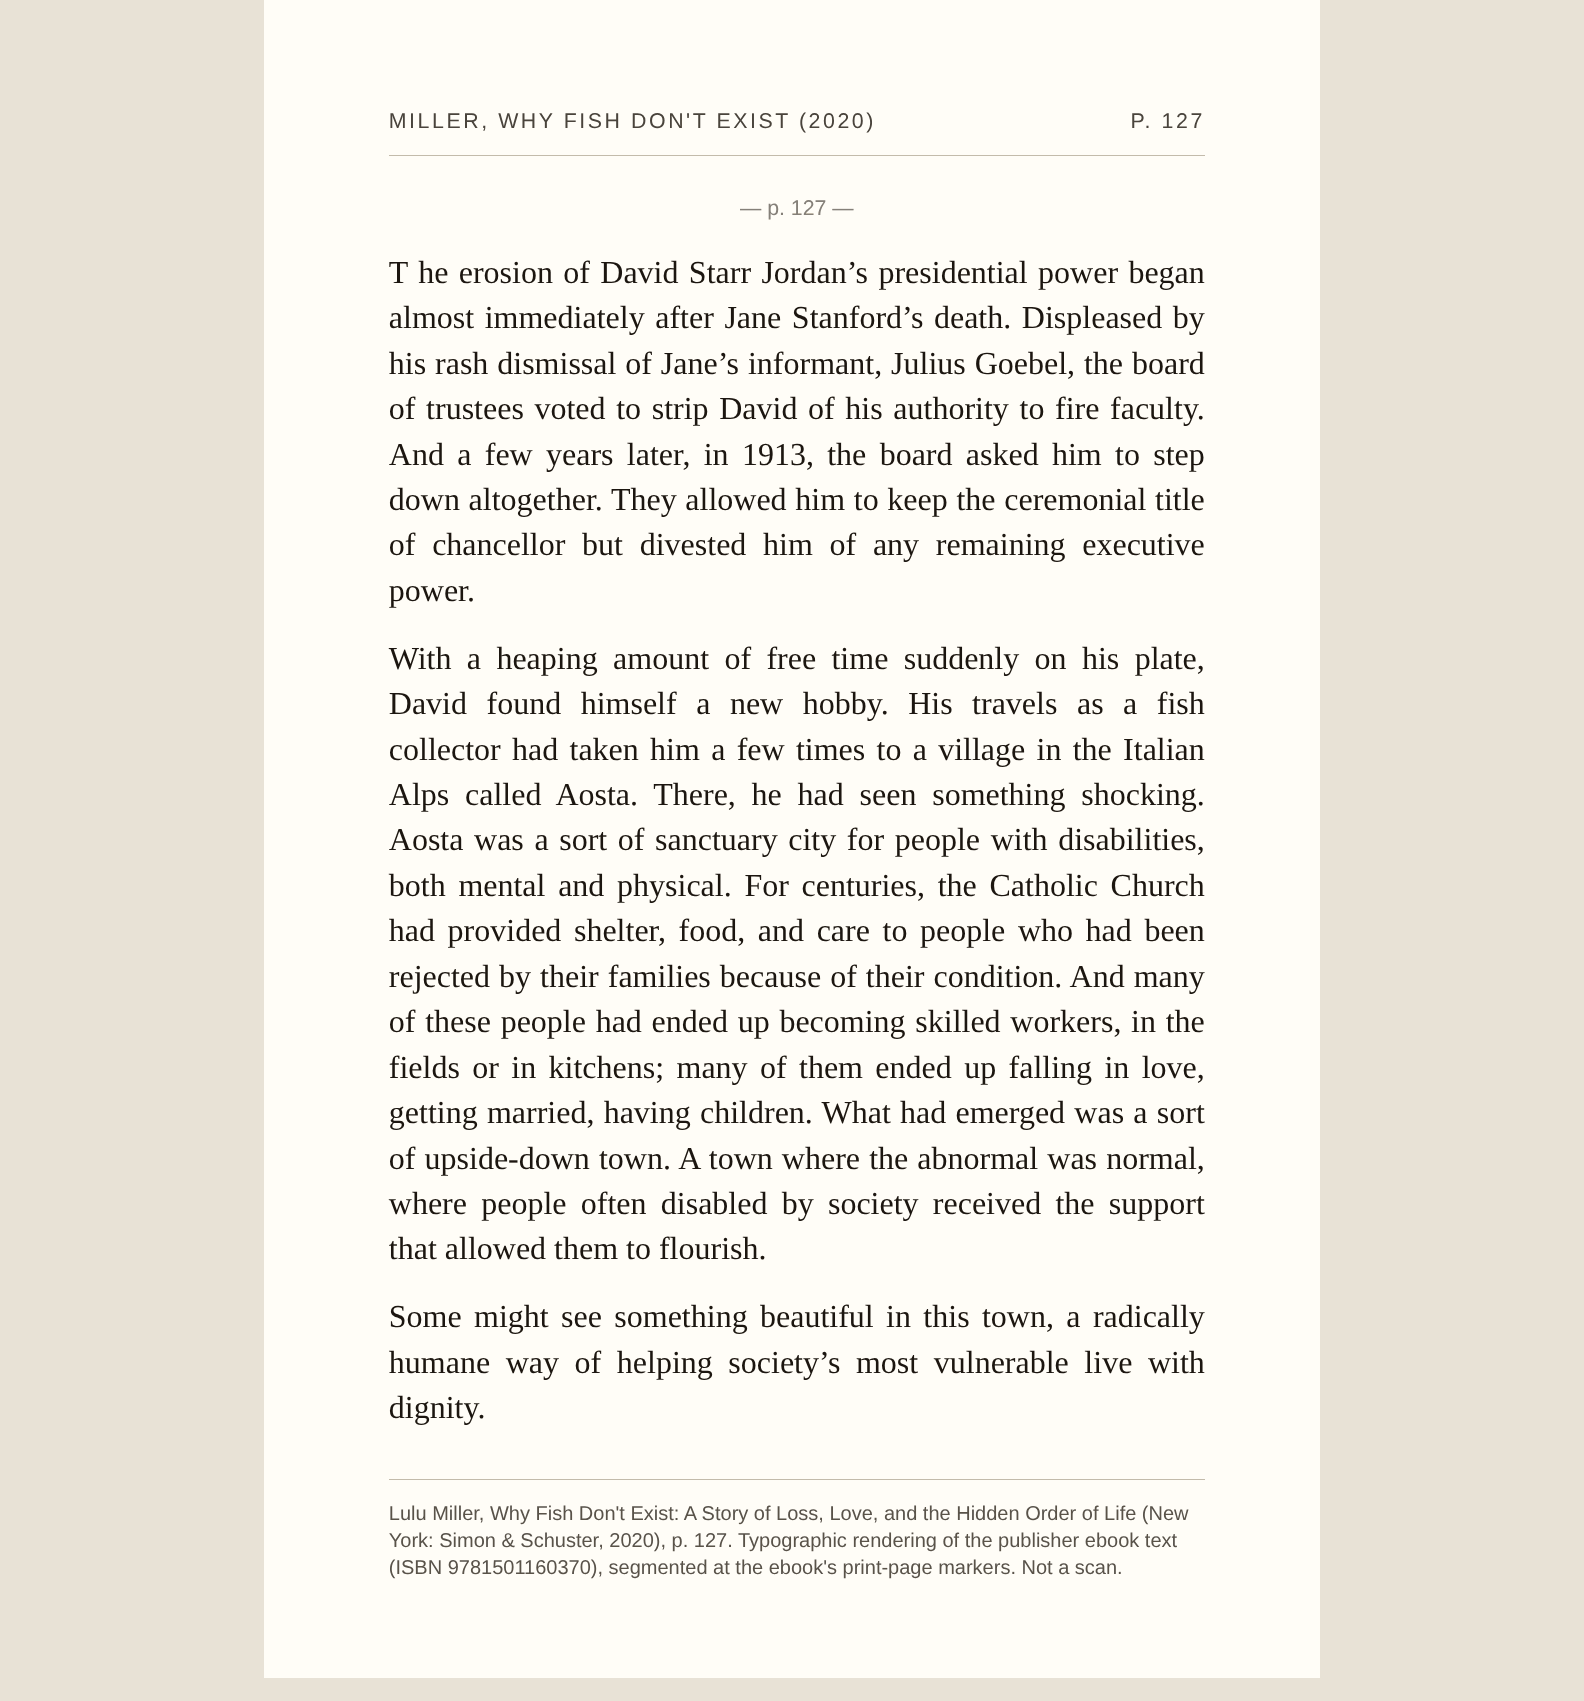 MILLER, WHY FISH DON'T EXIST (2020)
P. 127
— p. 127 —
T he erosion of David Starr Jordan’s presidential power began
almost immediately after Jane Stanford’s death. Displeased by
his rash dismissal of Jane’s informant, Julius Goebel, the board
of trustees voted to strip David of his authority to fire faculty.
And a few years later, in 1913, the board asked him to step
down altogether. They allowed him to keep the ceremonial title
of chancellor but divested him of any remaining executive
power.
With a heaping amount of free time suddenly on his plate,
David found himself a new hobby. His travels as a fish
collector had taken him a few times to a village in the Italian
Alps called Aosta. There, he had seen something shocking.
Aosta was a sort of sanctuary city for people with disabilities,
both mental and physical. For centuries, the Catholic Church
had provided shelter, food, and care to people who had been
rejected by their families because of their condition. And many
of these people had ended up becoming skilled workers, in the
fields or in kitchens; many of them ended up falling in love,
getting married, having children. What had emerged was a sort
of upside-down town. A town where the abnormal was normal,
where people often disabled by society received the support
that allowed them to flourish.
Some might see something beautiful in this town, a radically
humane way of helping society’s most vulnerable live with
dignity.
Lulu Miller, Why Fish Don't Exist: A Story of Loss, Love, and the Hidden Order of Life (New
York: Simon & Schuster, 2020), p. 127. Typographic rendering of the publisher ebook text
(ISBN 9781501160370), segmented at the ebook's print-page markers. Not a scan.